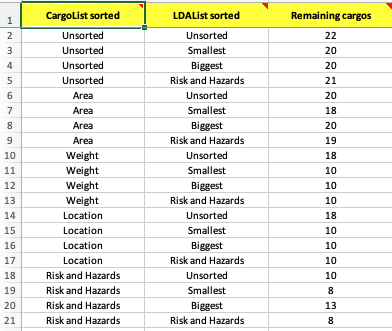 1 CargoList sorted LDAList sorted Remaining cargos
2 Unsorted Unsorted 22
3 Unsorted Smallest 20
4 Unsorted Biggest 20
5 Unsorted Risk and Hazards 21
6 Area Unsorted 20
7 Area Smallest 18
8 Area Biggest 20
9 Area Risk and Hazards 19
10 Weight Unsorted 18
11 Weight Smallest 10
12 Weight Biggest 10
13 Weight Risk and Hazards 10
14 Location Unsorted 18
15 Location Smallest 10
16 Location Biggest 10
17 Location Risk and Hazards 10
18 Risk and Hazards Unsorted 10
19 Risk and Hazards Smallest 8
20 Risk and Hazards Biggest 13
21 Risk and Hazards Risk and Hazards 8